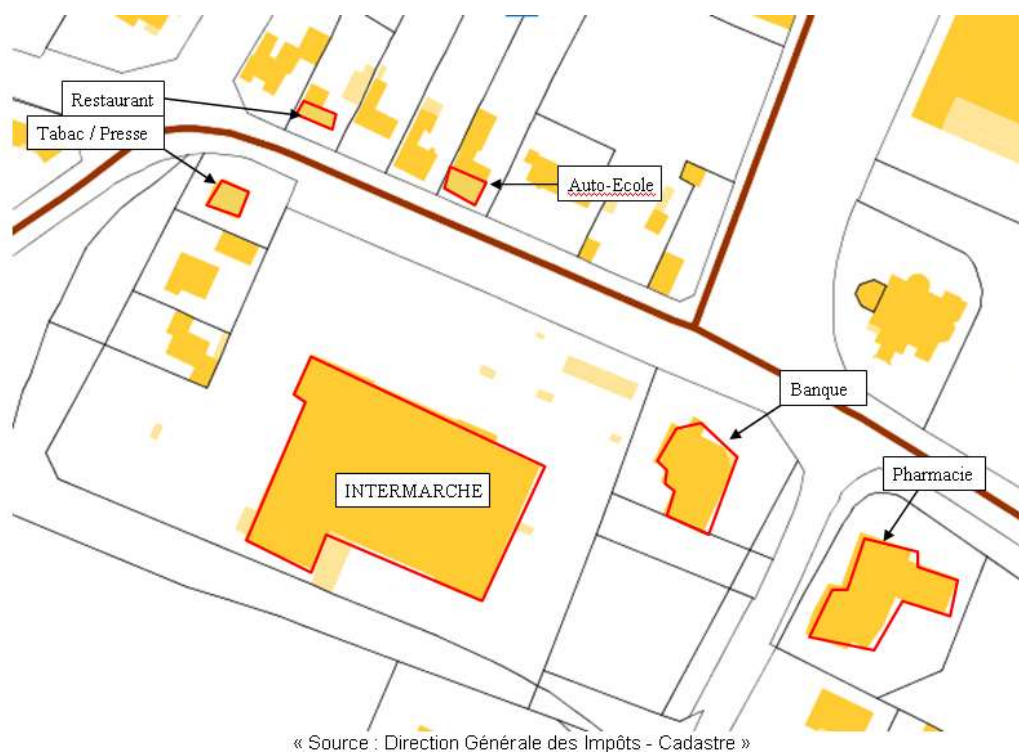 Restaurant
Tabac / Presse
Auto-Ecole
Banque
Pharmacie
INTERMARCHE
« Source : Direction Générale des Impôts - Cadastre »